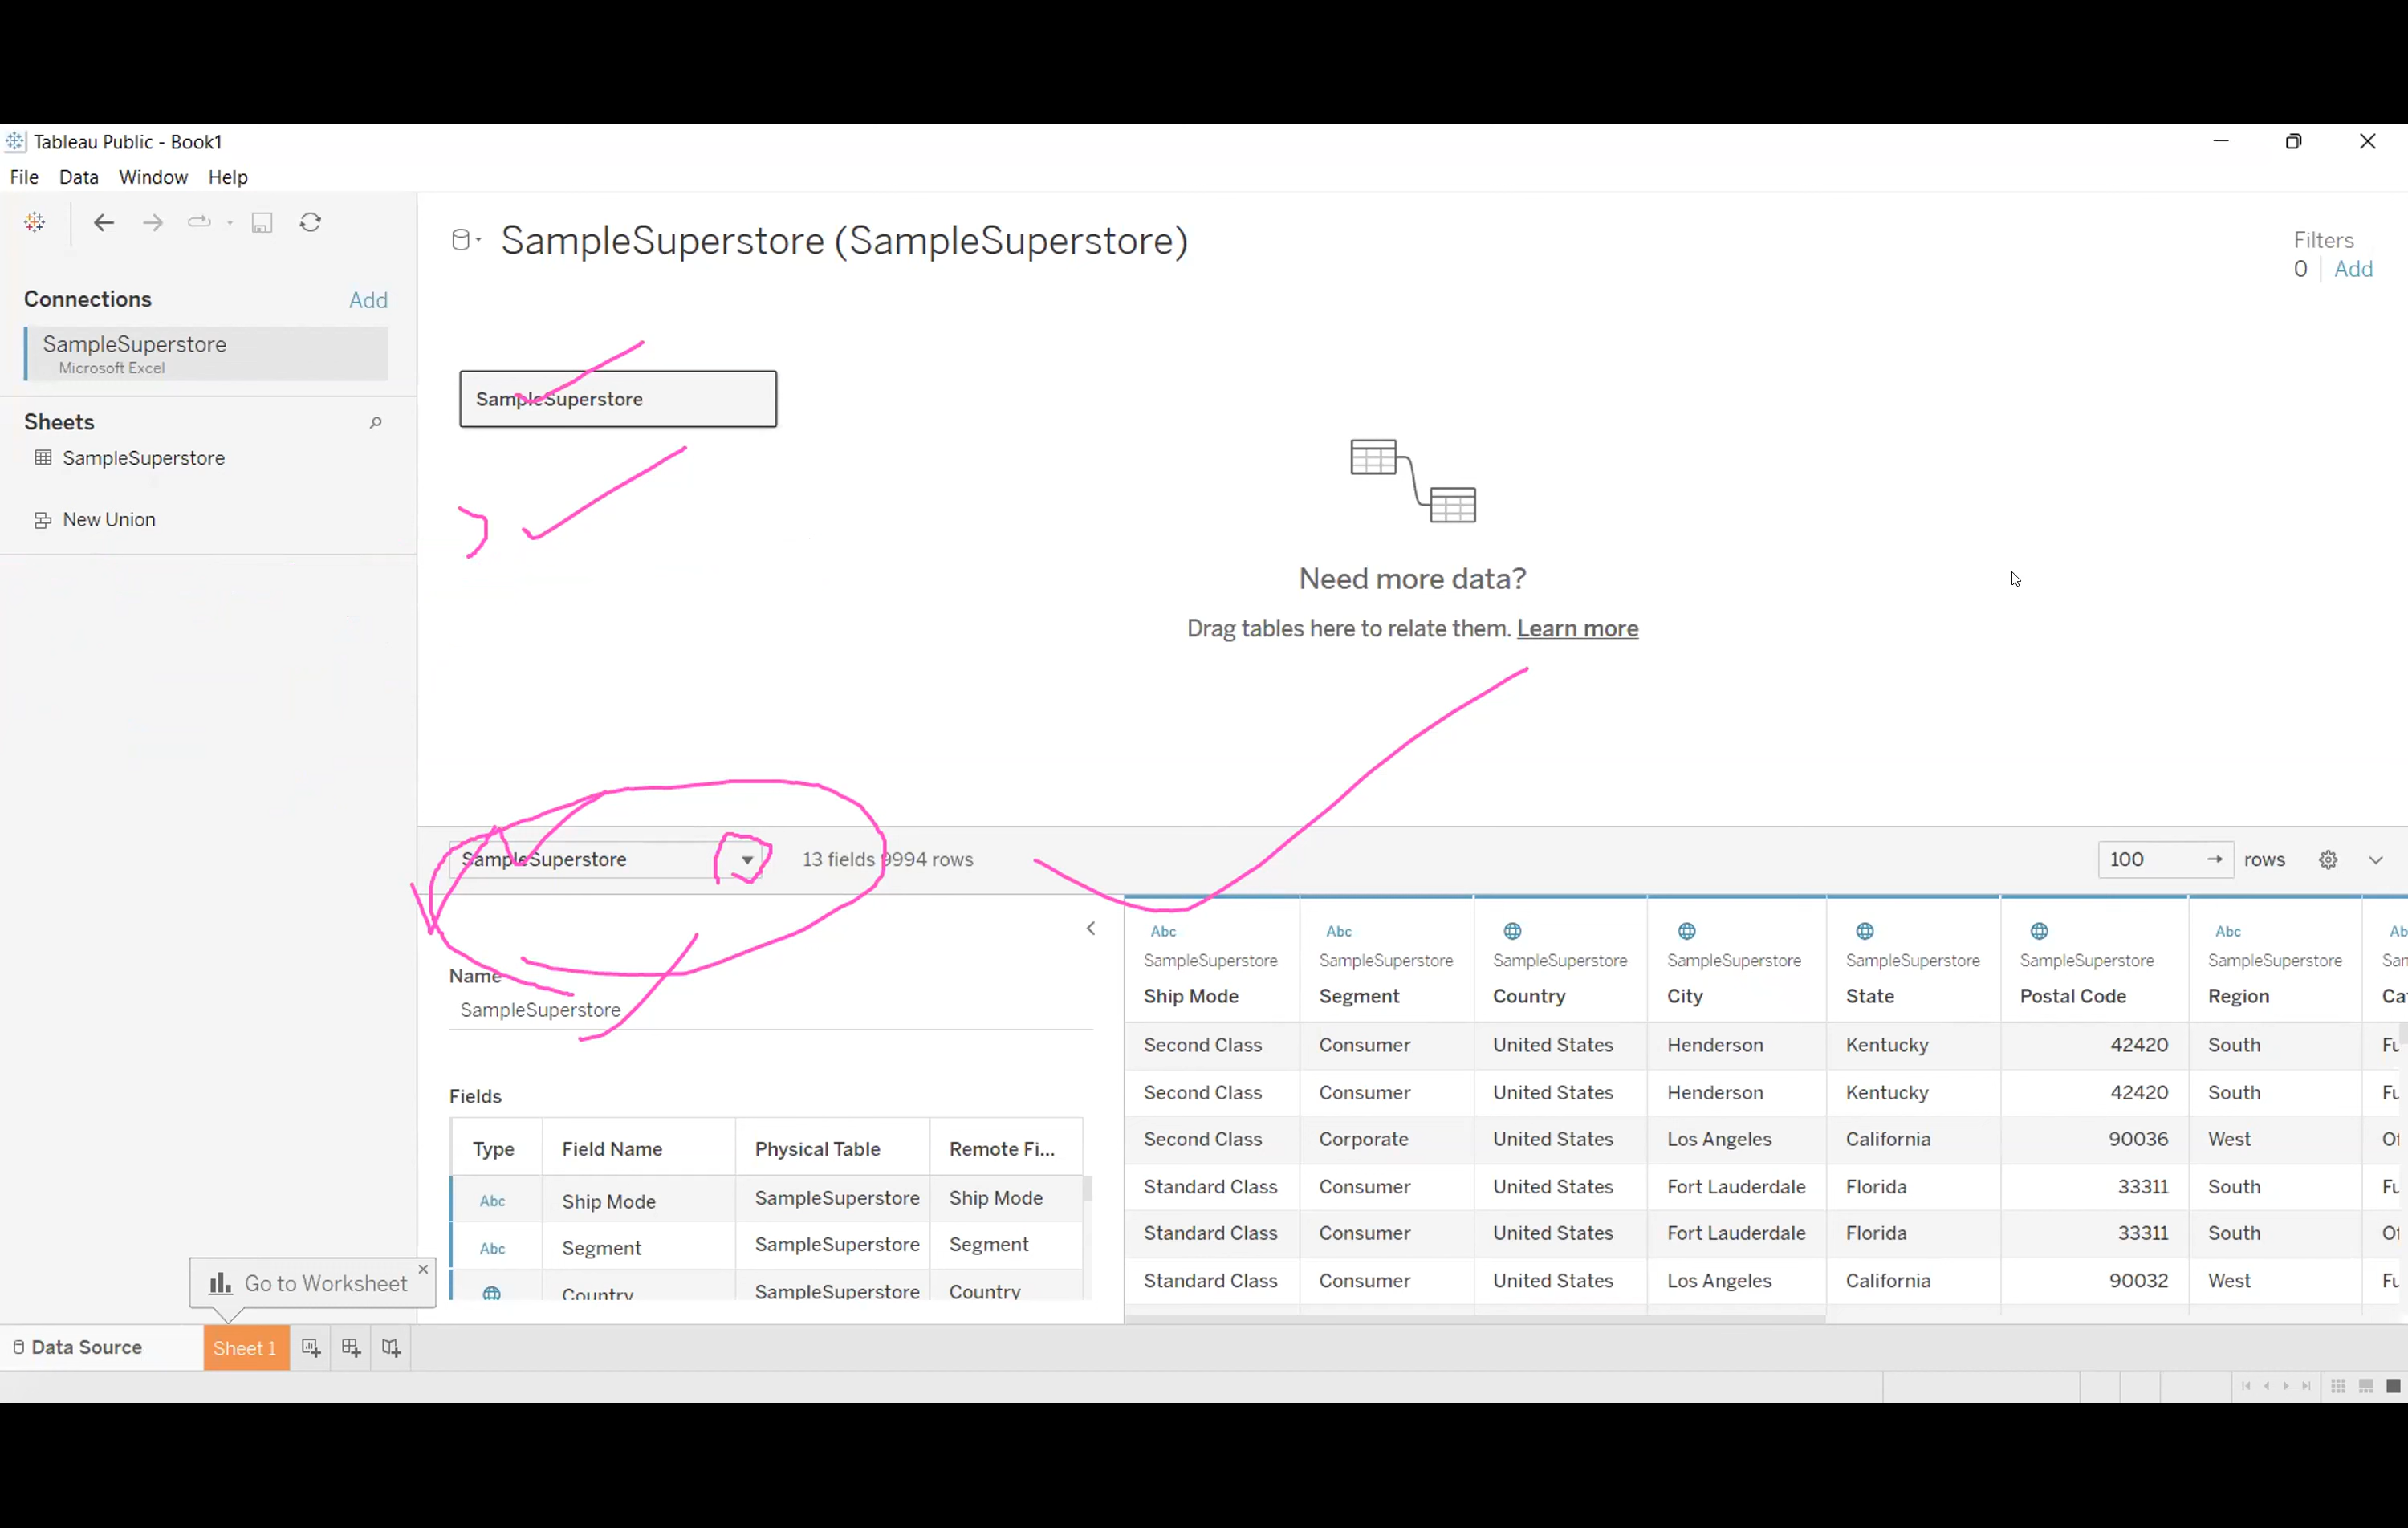 Tableau Public - Book1
File Data Window Help
SampleSuperstore (SampleSuperstore)
Filters
0 Add
Connections Add
SampleSuperstore
Microsoft Excel
Sheets
SampleSuperstore
New Union
SampleSuperstore
Need more data?
Drag tables here to relate them. Learn more
SampleSuperstore 13 fields 9994 rows 100 rows
Name
SampleSuperstore
Fields
Type Field Name Physical Table Remote Fi...
Abc Ship Mode SampleSuperstore Ship Mode
Abc Segment SampleSuperstore Segment
Country SampleSuperstore Country
Abc Abc Abc
SampleSuperstore SampleSuperstore SampleSuperstore SampleSuperstore SampleSuperstore SampleSuperstore SampleSuperstore
Ship Mode Segment Country City State Postal Code Region
Second Class Consumer United States Henderson Kentucky 42420 South
Second Class Consumer United States Henderson Kentucky 42420 South
Second Class Corporate United States Los Angeles California 90036 West
Standard Class Consumer United States Fort Lauderdale Florida 33311 South
Standard Class Consumer United States Fort Lauderdale Florida 33311 South
Standard Class Consumer United States Los Angeles California 90032 West
Go to Worksheet
Data Source Sheet 1